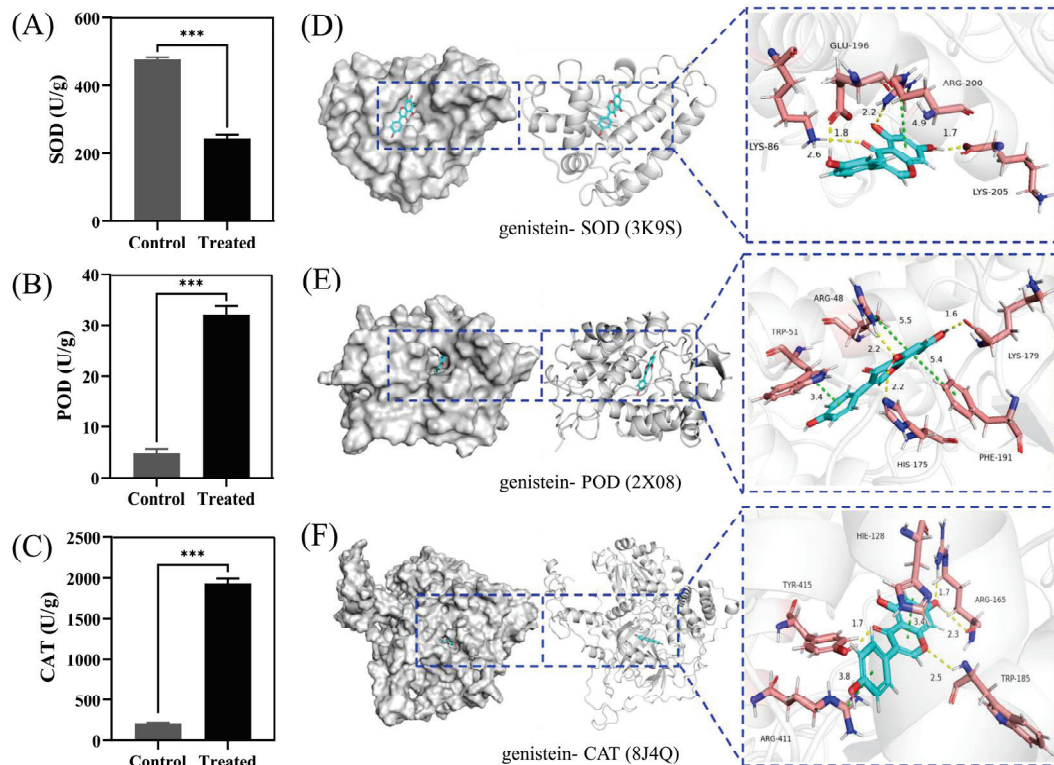 (A)
600
400
200
0
SOD (U/g)
***
Control Treated
(B)
40
30
20
10
0
POD (U/g)
***
Control Treated
(C)
2500
2000
1500
1000
500
0
CAT (U/g)
***
Control Treated
(D)
genistein- SOD (3K9S)
GLU-196
ARG-200
2.2
4.9
1.8
1.7
LYS-86
2.6
LYS-205
(E)
genistein- POD (2X08)
ARG-48
5.5
1.6
TRP-51
2.2
LYS-179
5.4
2.2
3.4
HIS-175
PHE-191
(F)
genistein- CAT (8J4Q)
HIE-128
TYR-415
1.7
ARG-165
3.4
1.7
2.3
3.8
2.5
TRP-185
ARG-411